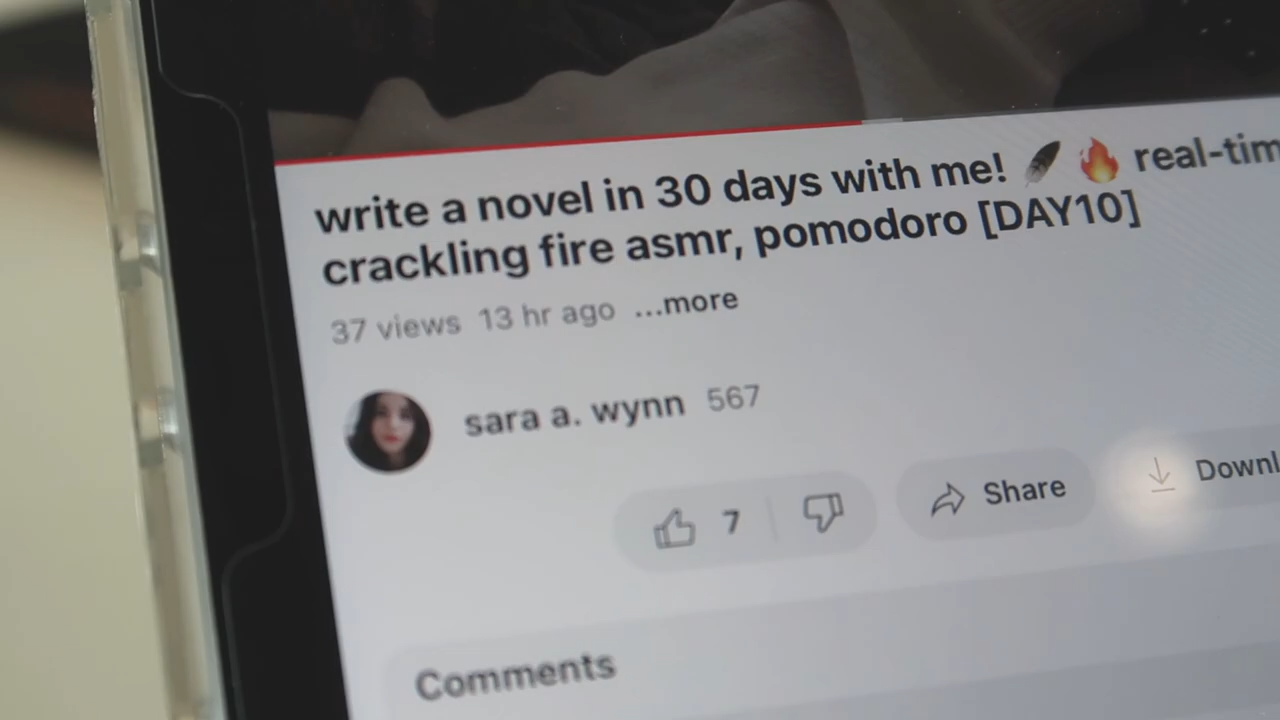 write a novel in 30 days with me! 🪶 🔥 real-tim
crackling fire asmr, pomodoro [DAY10]
37 views 13 hr ago ...more
sara a. wynn 567
7 Share Downl
Comments